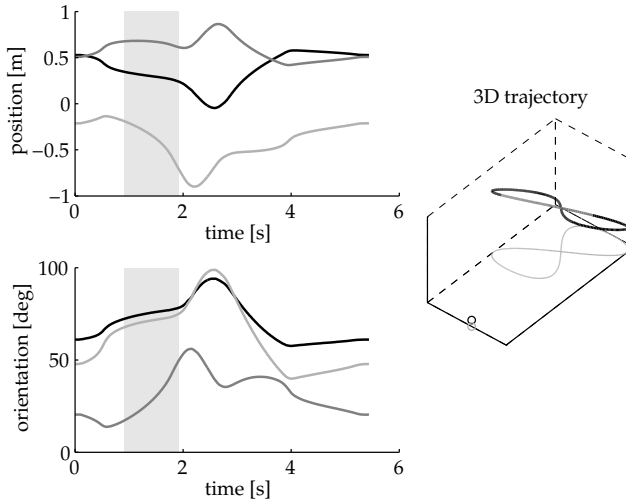 position [m]
1
0.5
0
−0.5
−1
0 2 4 6
time [s]
orientation [deg]
100
50
0
0 2 4 6
time [s]
3D trajectory